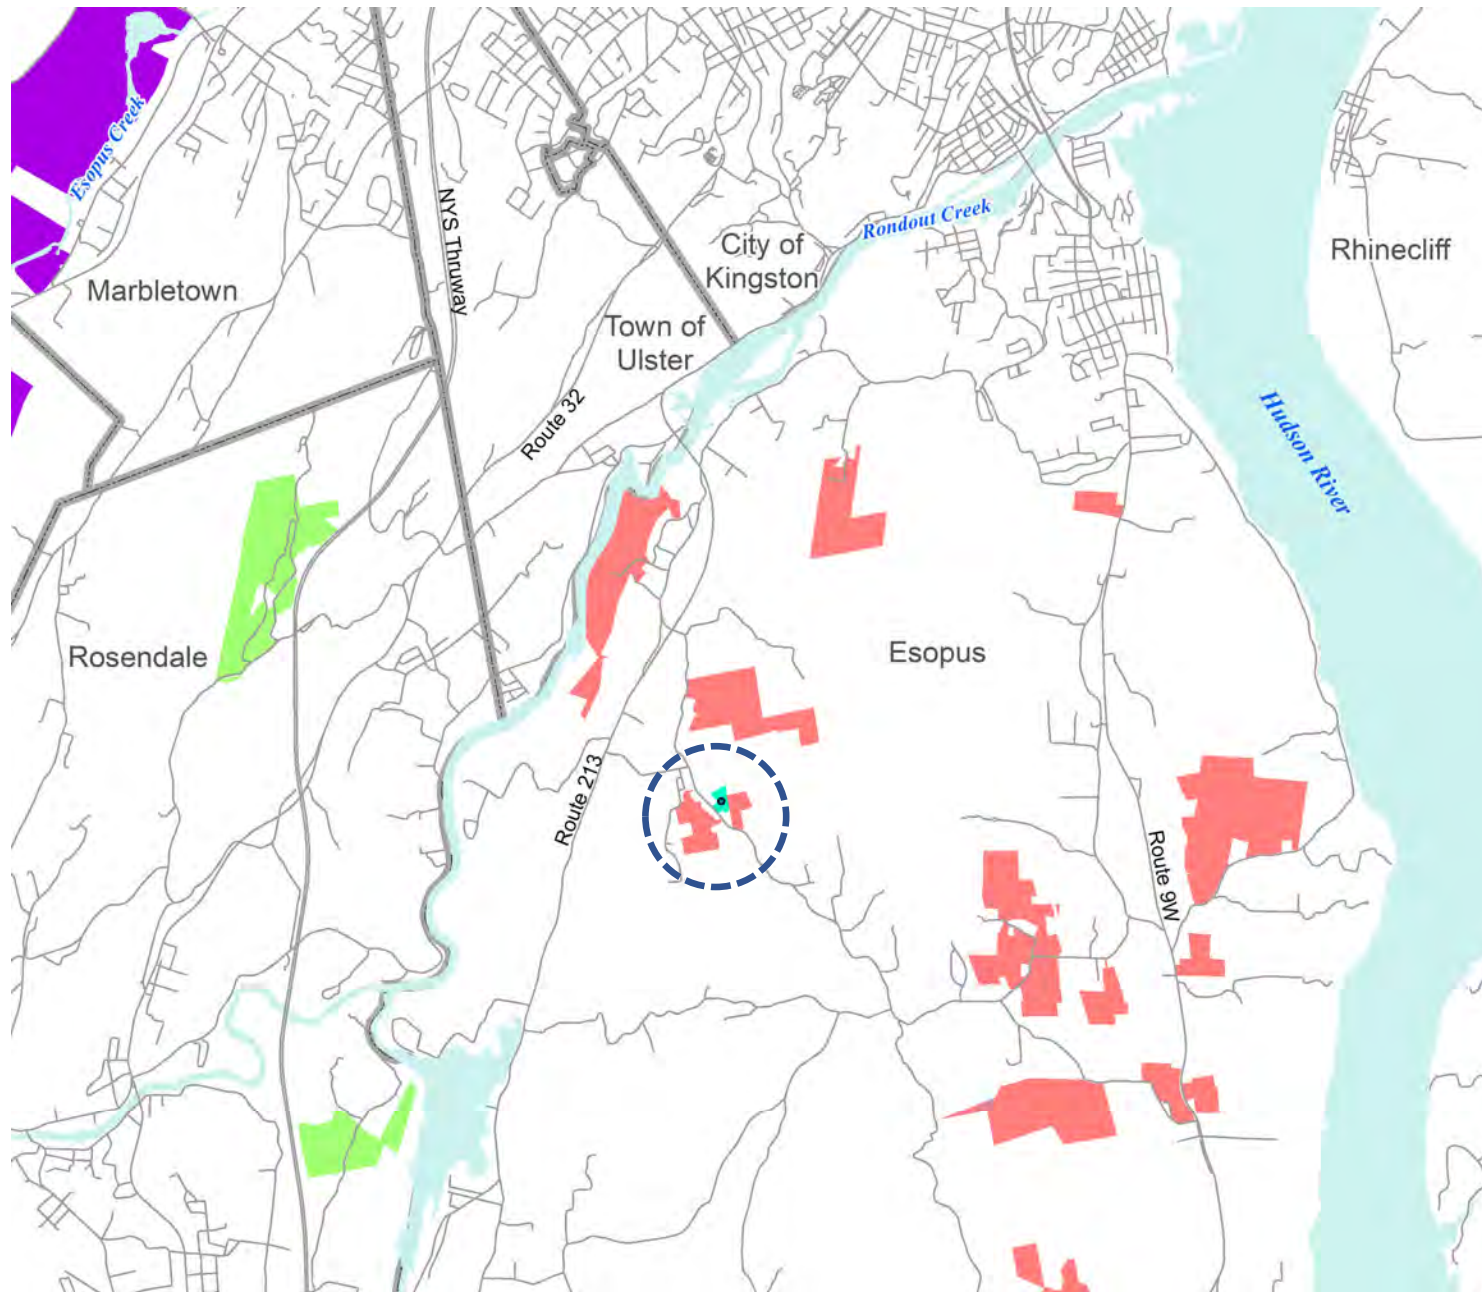 Esopus Creek
NYS Thruway
Rondout Creek
City of
Kingston
Rhinecliff
Marbletown
Town of
Ulster
Route 32
Hudson River
Rosendale
Esopus
Route 213
Route 9W